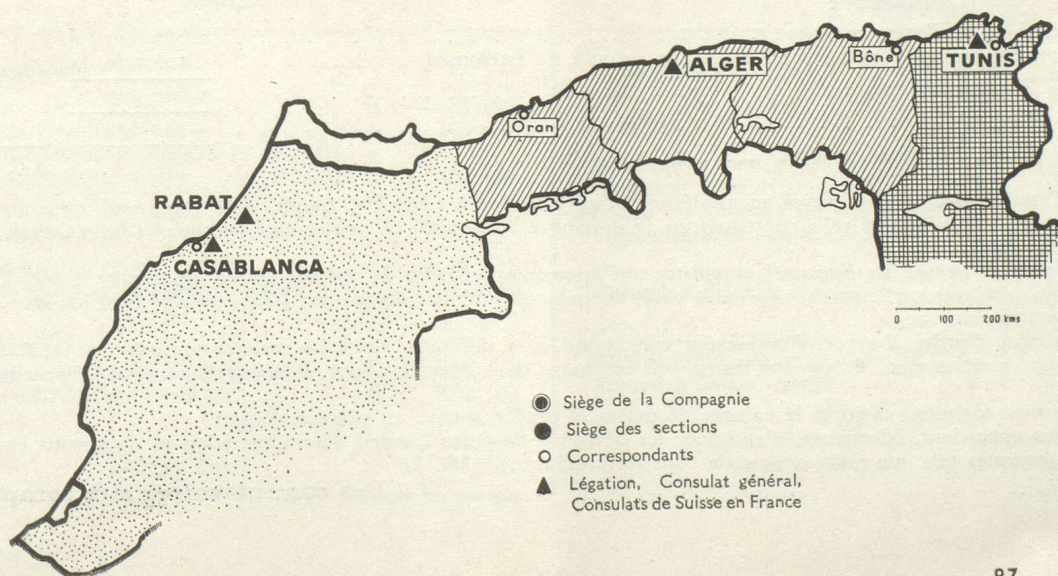 Bône
TUNIS
ALGER
Oran
RABAT
CASABLANCA
0 100 200 kms
Siège de la Compagnie
Siège des sections
Correspondants
Légation, Consulat général,
Consulats de Suisse en France